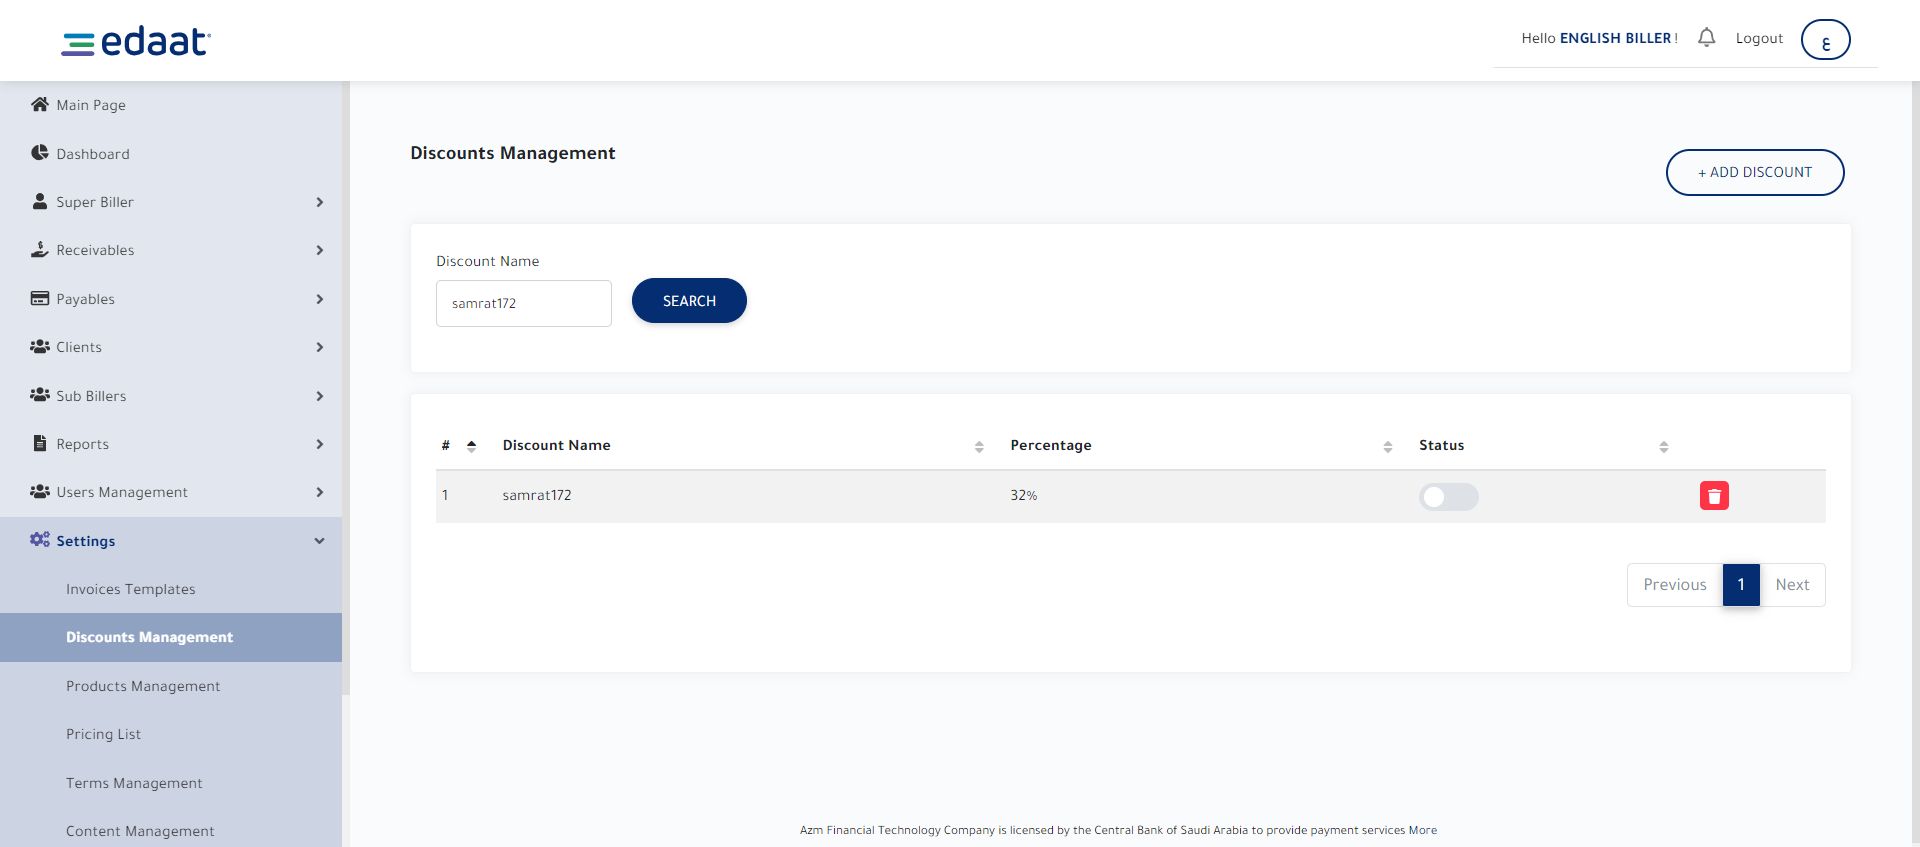 edaat
Hello ENGLISH BILLER !
Logout
ع
Main Page
Dashboard
Super Biller
Receivables
Payables
Clients
Sub Billers
Reports
Users Management
Settings
Invoices Templates
Discounts Management
Products Management
Pricing List
Terms Management
Content Management
Discounts Management
+ ADD DISCOUNT
Discount Name
samrat172
SEARCH
# Discount Name Percentage Status
1 samrat172 32%
Previous 1 Next
Azm Financial Technology Company is licensed by the Central Bank of Saudi Arabia to provide payment services More